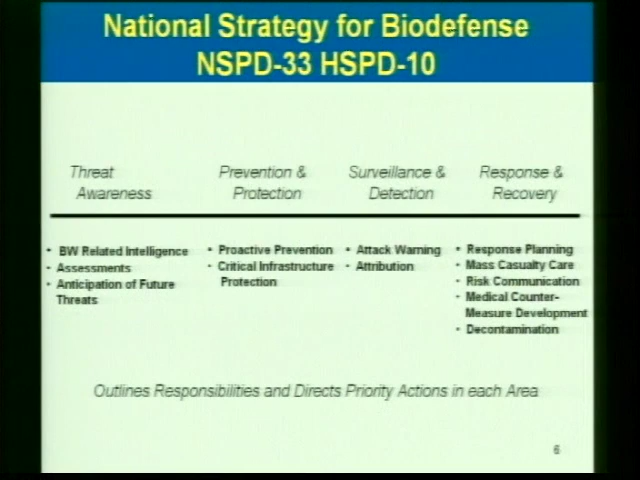 National Strategy for Biodefense
NSPD-33 HSPD-10
Threat
Awareness
Prevention &
Protection
Surveillance &
Detection
Response &
Recovery
• BW Related Intelligence
• Assessments
• Anticipation of Future
Threats
• Proactive Prevention
• Critical Infrastructure
Protection
• Attack Warning
• Attribution
• Response Planning
• Mass Casualty Care
• Risk Communication
• Medical Counter-
Measure Development
• Decontamination
Outlines Responsibilities and Directs Priority Actions in each Area
6